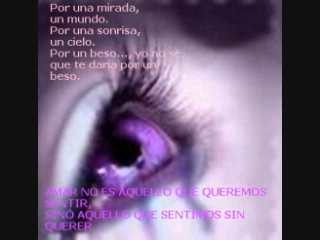 Por una mirada,
un mundo.
Por una sonrisa,
un cielo.
Por un beso..., yo no sé
que te daría por un
beso.
AMAR NO ES AQUELLO QUE QUEREMOS
SENTIR,
SINÓ AQUELLO QUE SENTIMOS SIN
QUERER